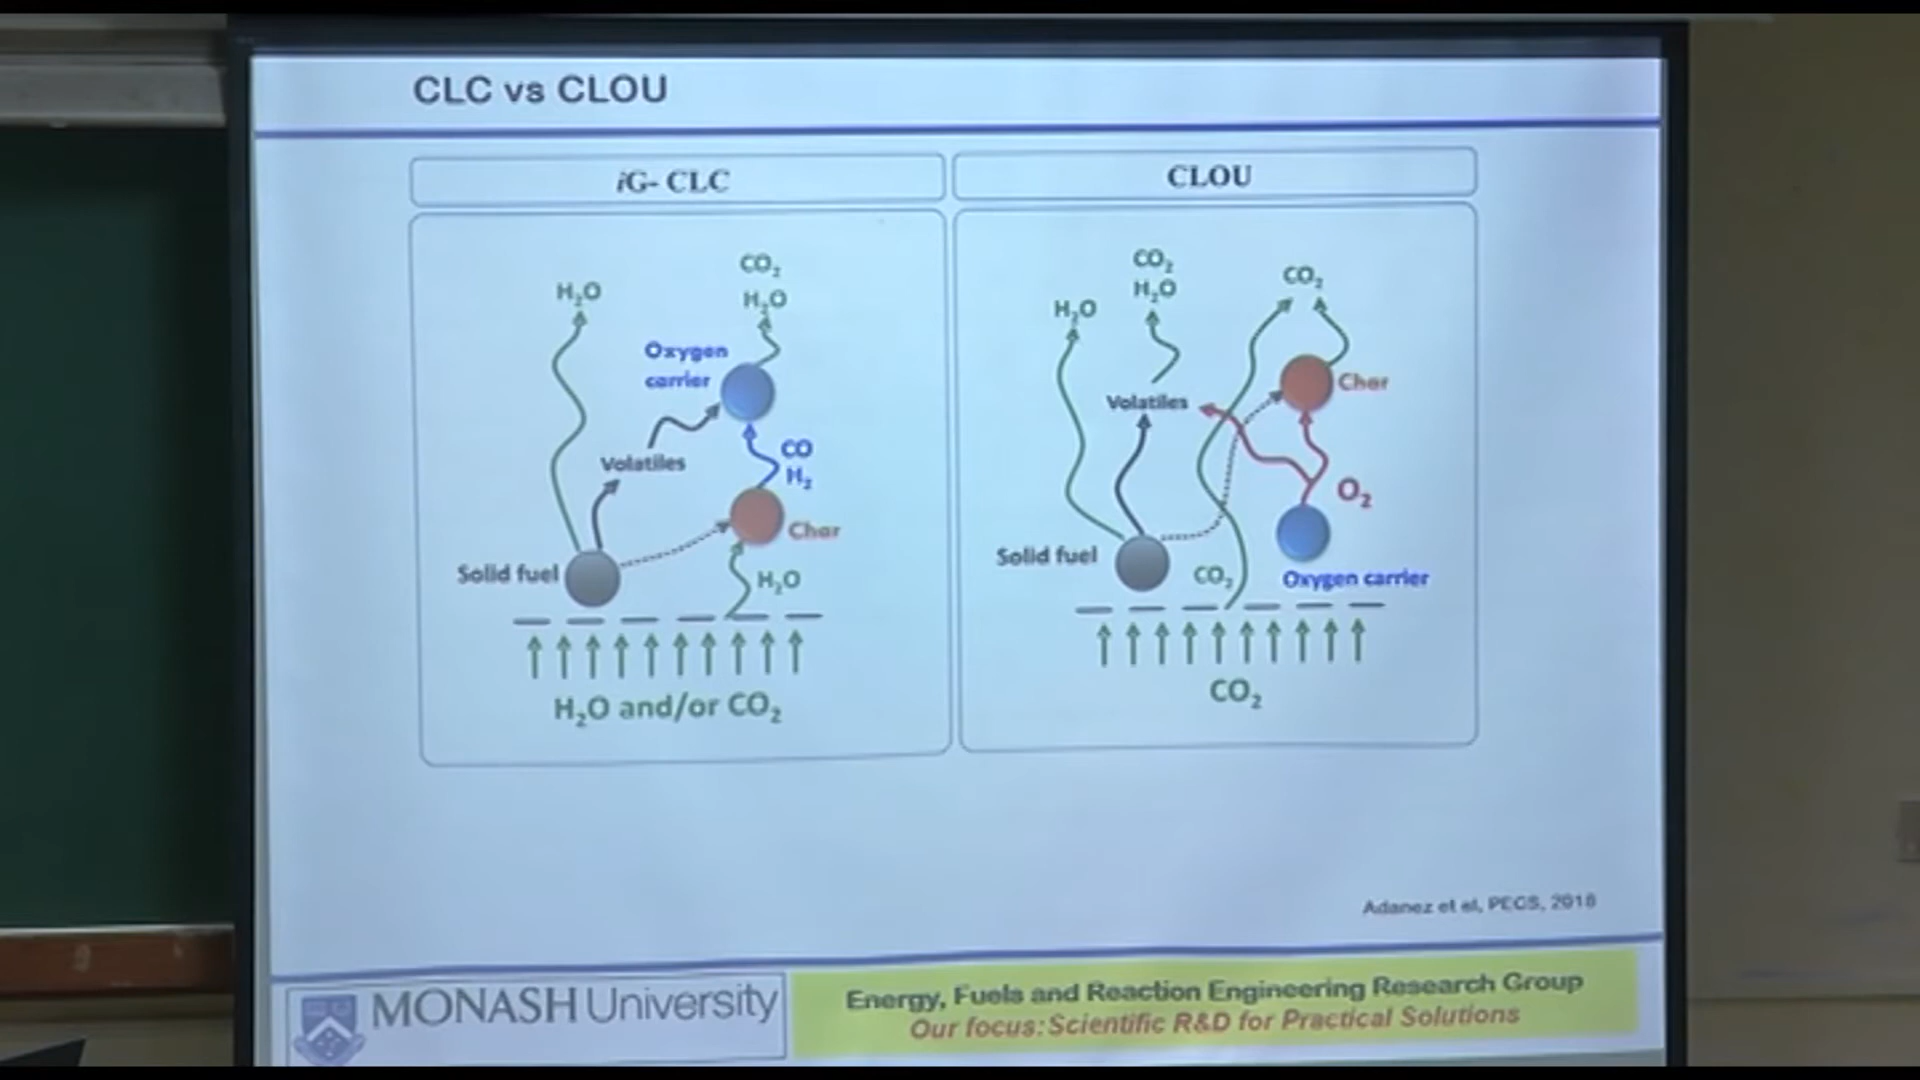 CLC vs CLOU
iG- CLC
H₂O
CO₂
H₂O
Oxygen
carrier
Volatiles
CO
H₂
Char
Solid fuel
H₂O
H₂O and/or CO₂
CLOU
H₂O
CO₂
H₂O
CO₂
Volatiles
Char
O₂
Solid fuel
CO₂
Oxygen carrier
CO₂
Adanez et al, PECS, 2018
MONASH University
Energy, Fuels and Reaction Engineering Research Group
Our focus: Scientific R&D for Practical Solutions